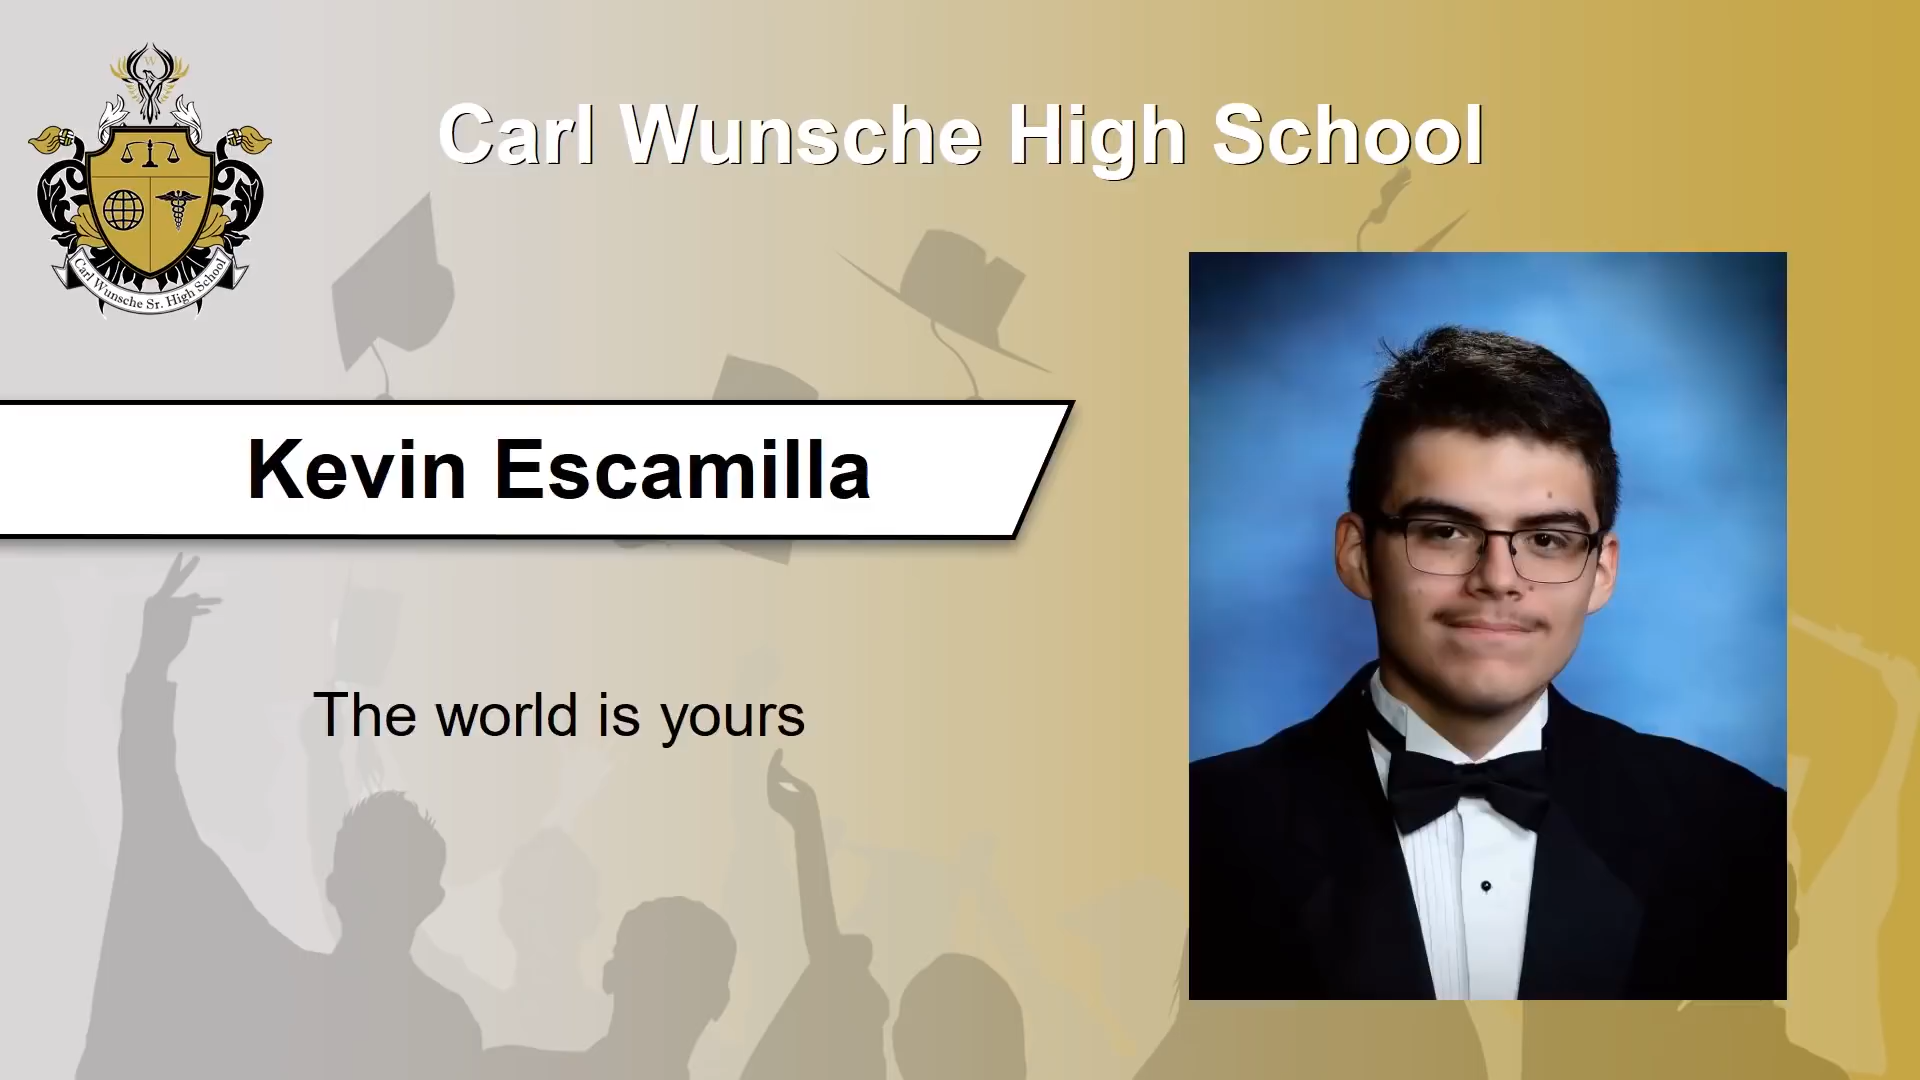 W
Carl Wunsche Sr. High School
Carl Wunsche High School
Kevin Escamilla
The world is yours